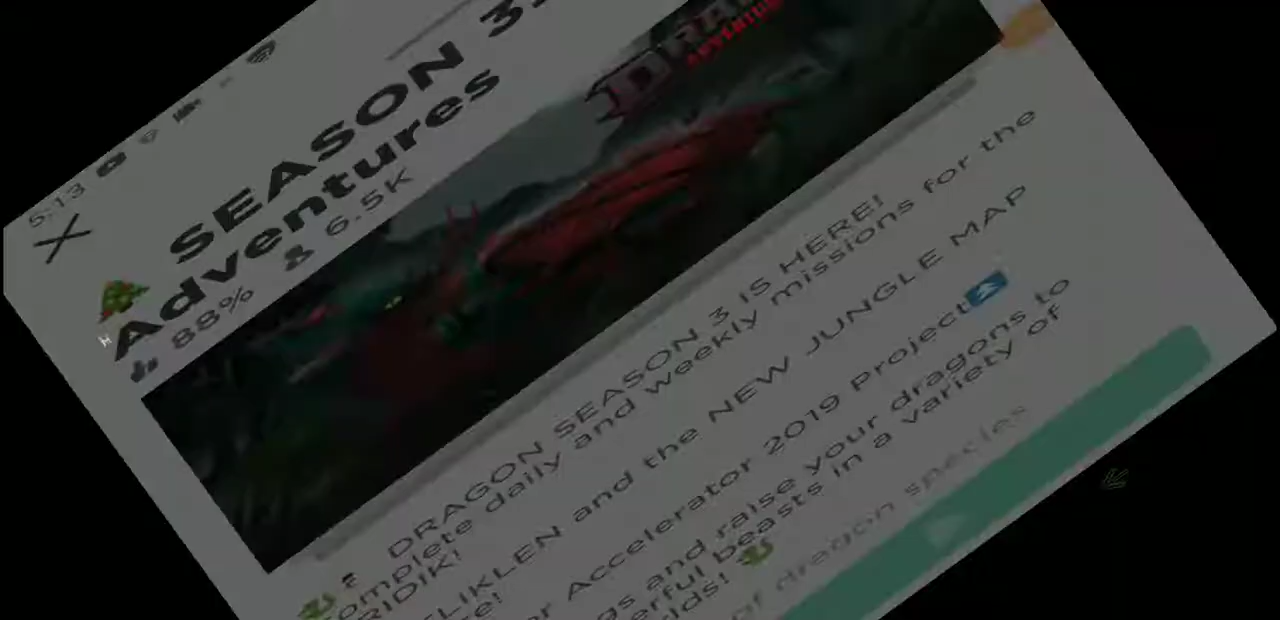 5:13
SEASON 3
Adventures
88% 6.5K
DRAGON SEASON 3 IS HERE!
omplete daily and weekly missions for the
RIDIK!
LIKLEN and the NEW JUNGLE MAP
Accelerator 2019 Project
and raise your dragons to
beasts in a variety of
of dragon species